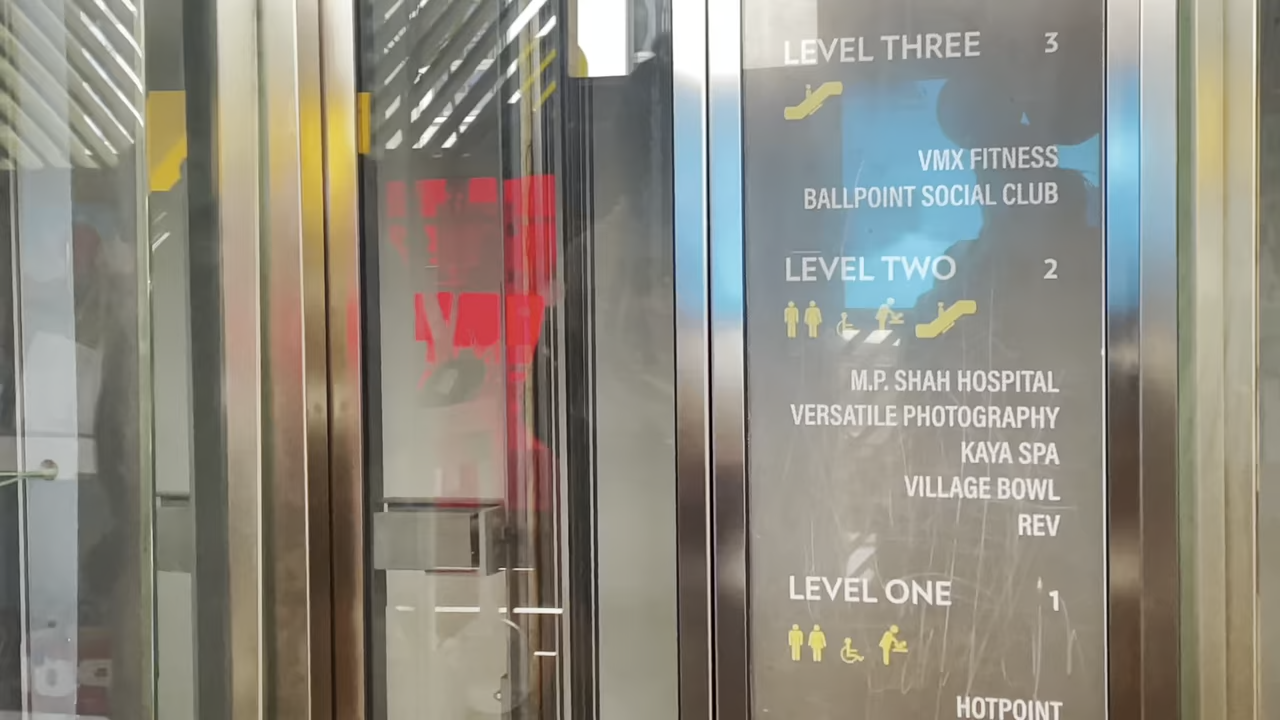 LEVEL THREE 3
VMX FITNESS
BALLPOINT SOCIAL CLUB
LEVEL TWO 2
M.P. SHAH HOSPITAL
VERSATILE PHOTOGRAPHY
KAYA SPA
VILLAGE BOWL
REV
LEVEL ONE 1
HOTPOINT